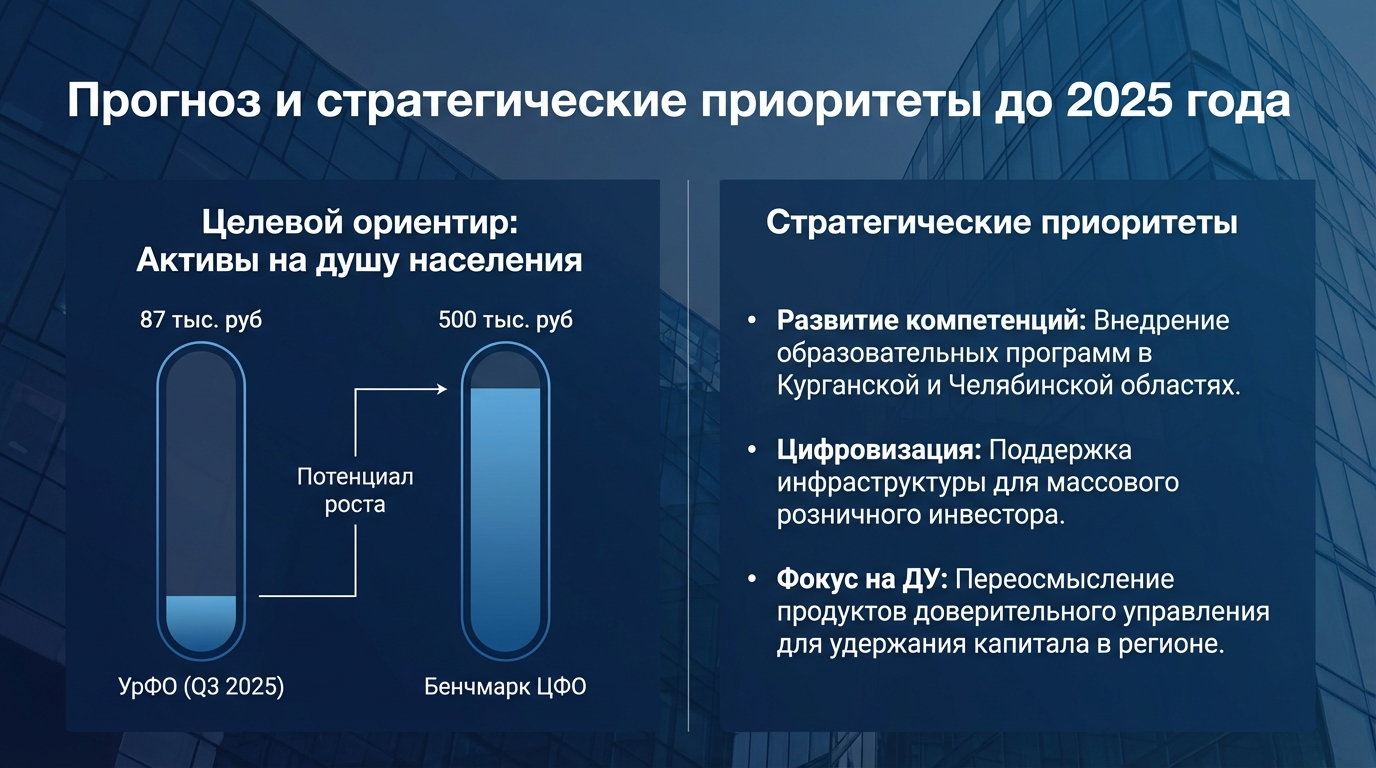 Прогноз и стратегические приоритеты до 2025 года
Целевой ориентир:
Активы на душу населения
87 тыс. руб
500 тыс. руб
Потенциал
роста
УрФО (Q3 2025)
Бенчмарк ЦФО
Стратегические приоритеты
• Развитие компетенций: Внедрение
образовательных программ в
Курганской и Челябинской областях.
• Цифровизация: Поддержка
инфраструктуры для массового
розничного инвестора.
• Фокус на ДУ: Переосмысление
продуктов доверительного управления
для удержания капитала в регионе.